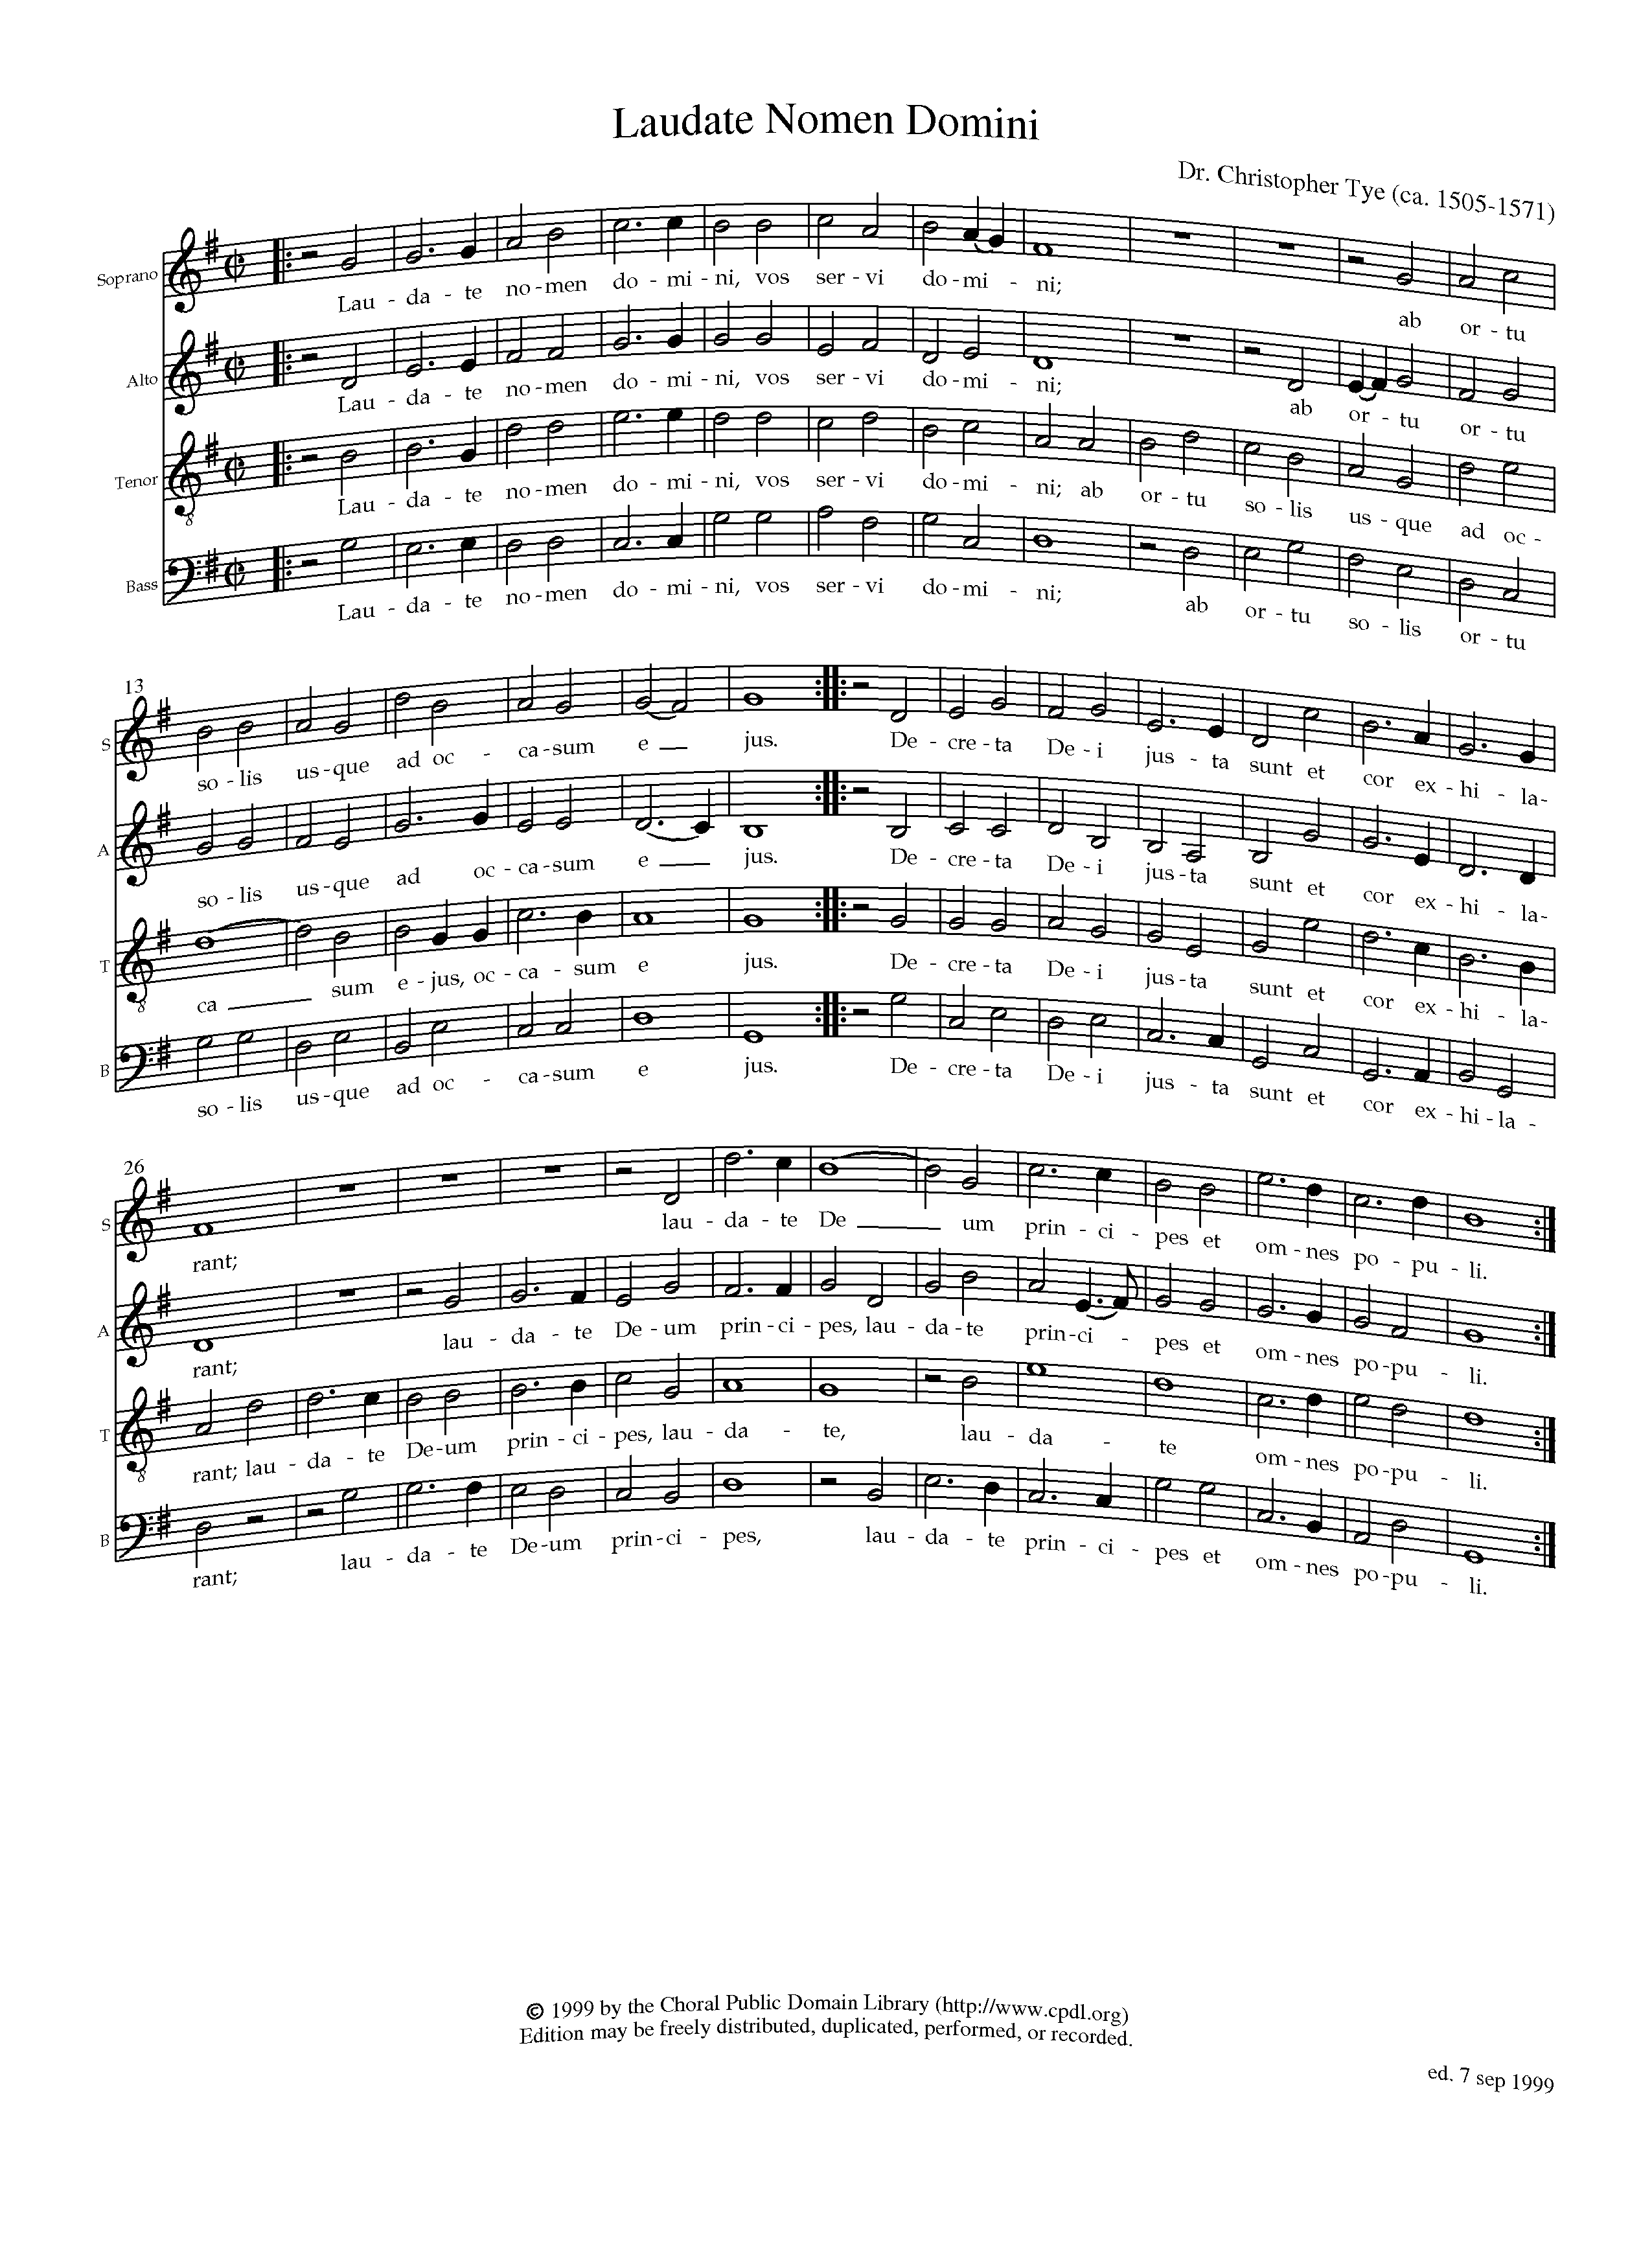 Laudate Nomen Domini
Dr. Christopher Tye (ca. 1505-1571)
Soprano
Lau - da - te no - men do - mi - ni, vos ser - vi do - mi - ni; ab or - tu
Alto
Lau - da - te no - men do - mi - ni, vos ser - vi do - mi - ni; ab or - tu or - tu
Tenor
8
Lau - da - te no - men do - mi - ni, vos ser - vi do - mi - ni; ab or - tu so - lis us - que ad oc -
Bass
Lau - da - te no - men do - mi - ni, vos ser - vi do - mi - ni; ab or - tu so - lis or - tu
13
S
so - lis us - que ad oc - ca - sum e jus. De - cre - ta De - i jus - ta sunt et cor ex - hi - la-
A
so - lis us - que ad oc - ca - sum e jus. De - cre - ta De - i jus - ta sunt et cor ex - hi - la-
T
8
ca sum e - jus, oc - ca - sum e jus. De - cre - ta De - i jus - ta sunt et cor ex - hi - la-
B
so - lis us - que ad oc - ca - sum e jus. De - cre - ta De - i jus - ta sunt et cor ex - hi - la -
26
S
rant; lau - da - te De um prin - ci - pes et om - nes po - pu - li.
A
rant; lau - da - te De - um prin - ci - pes, lau - da - te prin - ci - pes et om - nes po - pu - li.
T
8
rant; lau - da - te De - um prin - ci - pes, lau - da - te, lau - da - te om - nes po - pu - li.
B
rant; lau - da - te De - um prin - ci - pes, lau - da - te prin - ci - pes et om - nes po - pu - li.
© 1999 by the Choral Public Domain Library (http://www.cpdl.org)
Edition may be freely distributed, duplicated, performed, or recorded.
ed. 7 sep 1999